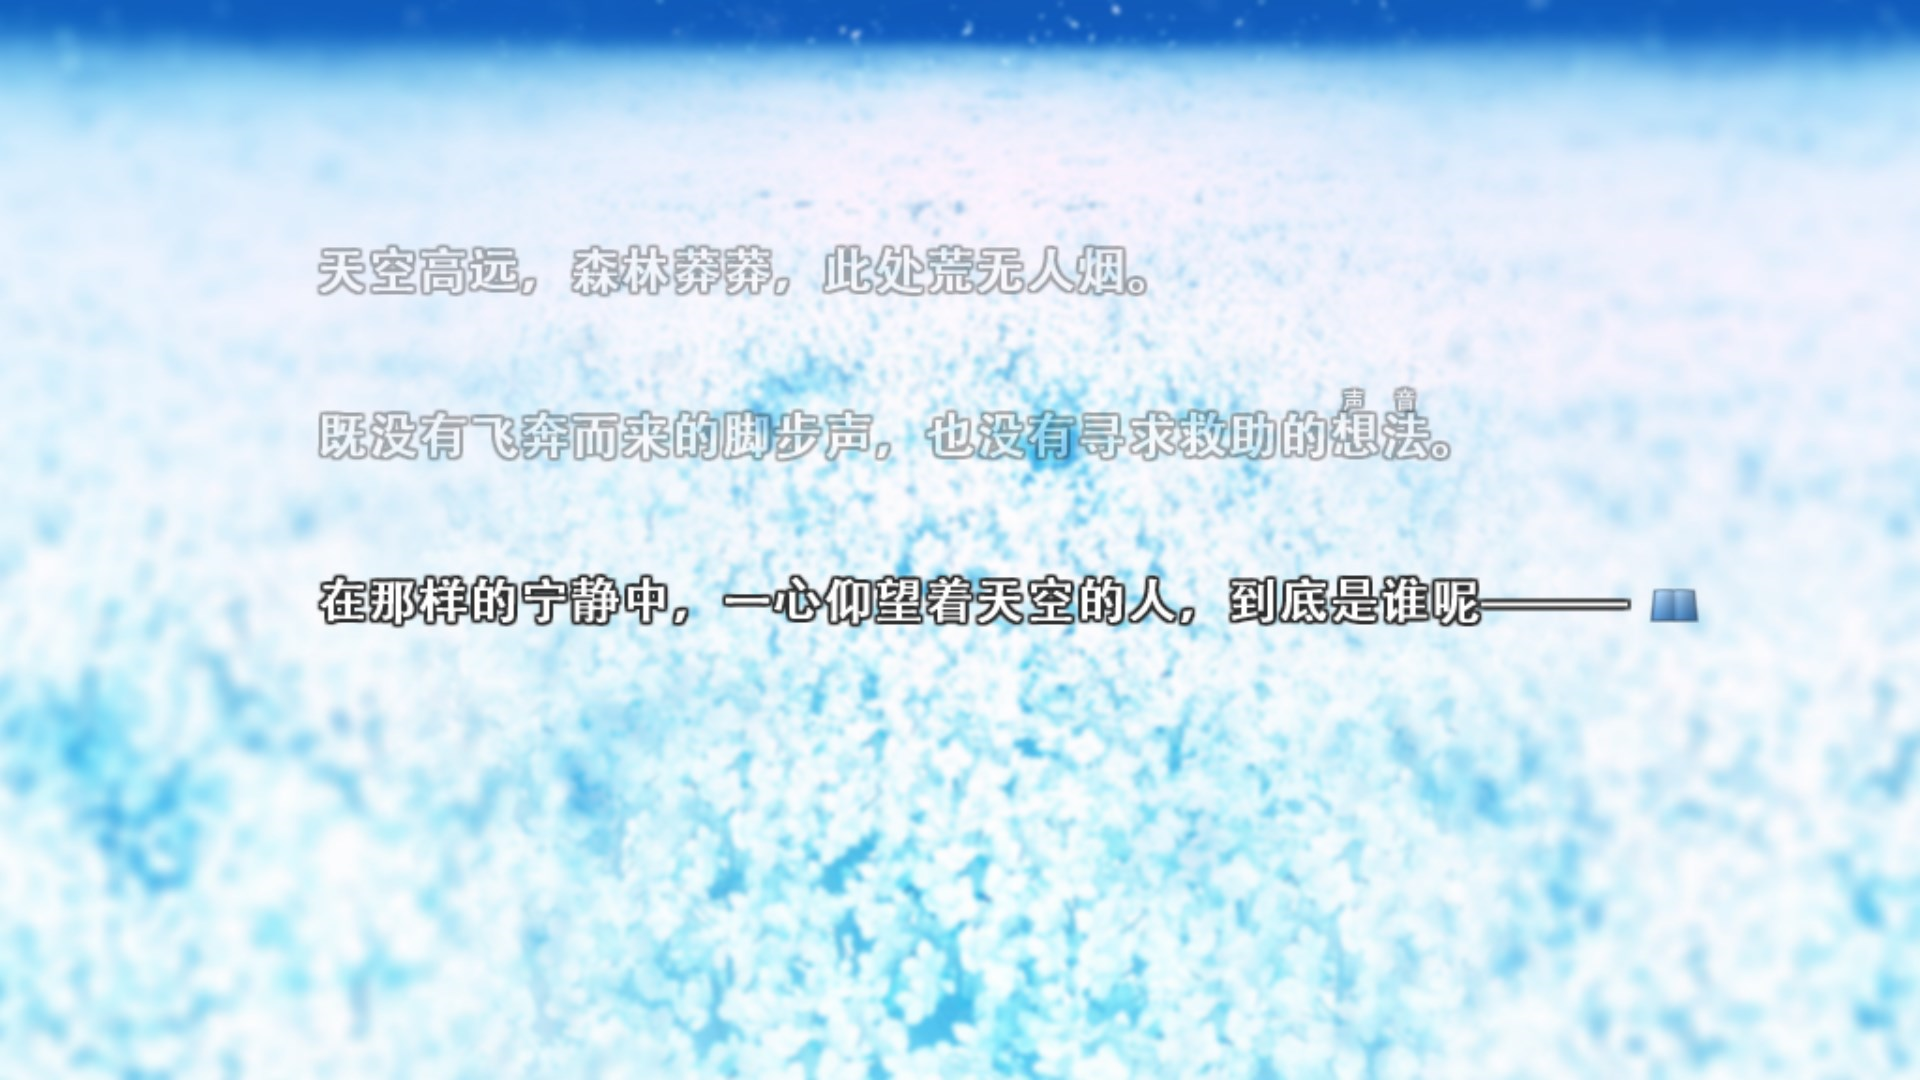 天空高远，森林莽莽，此处荒无人烟。
声音
既没有飞奔而来的脚步声，也没有寻求救助的想法。
在那样的宁静中，一心仰望着天空的人，到底是谁呢———